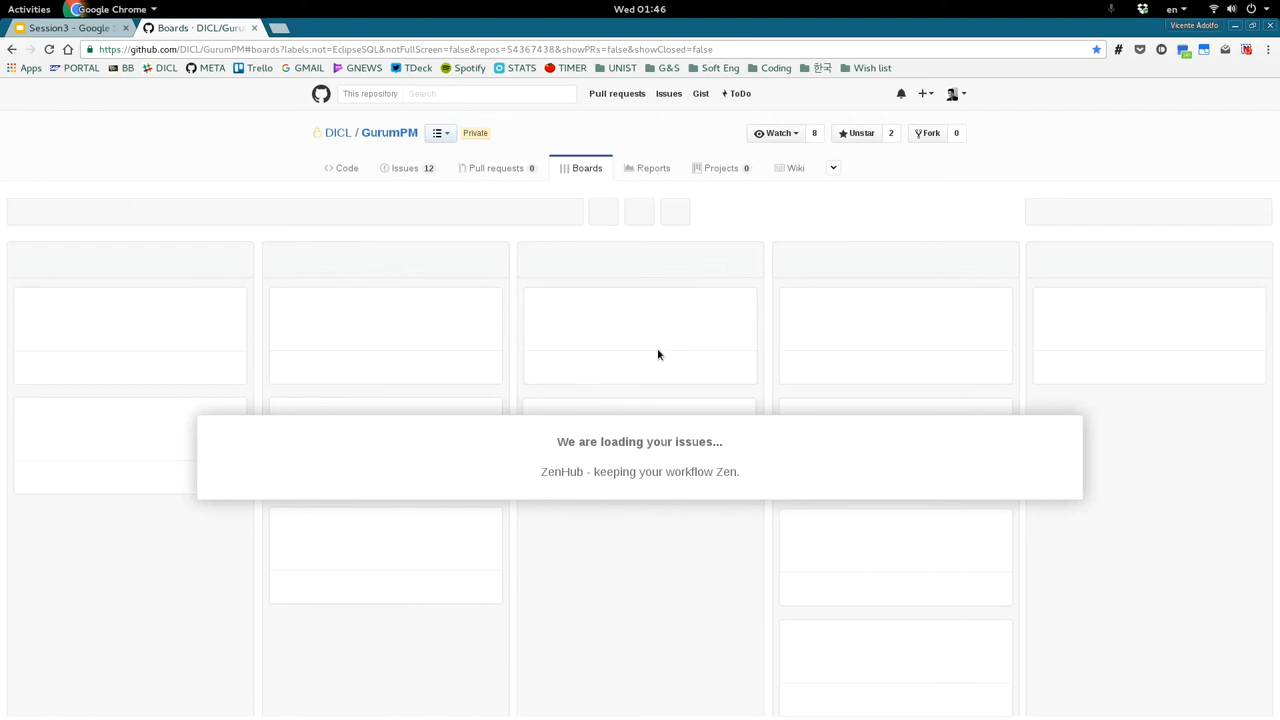 Activities Google Chrome Wed 01:46 en
Session3 - Google Boards · DICL/Guru Vicente Adolfo
https://github.com/DICL/GurumPM#boards?labels:not=EclipseSQL&notFullScreen=false&repos=54367438&showPRs=false&showClosed=false
Apps PORTAL BB DICL META Trello GMAIL GNEWS TDeck Spotify STATS TIMER UNIST G&S Soft Eng Coding 한국 Wish list
This repository Search Pull requests Issues Gist ToDo
DICL / GurumPM Private Watch 8 Unstar 2 Fork 0
Code Issues 12 Pull requests 0 Boards Reports Projects 0 Wiki
We are loading your issues...
ZenHub - keeping your workflow Zen.